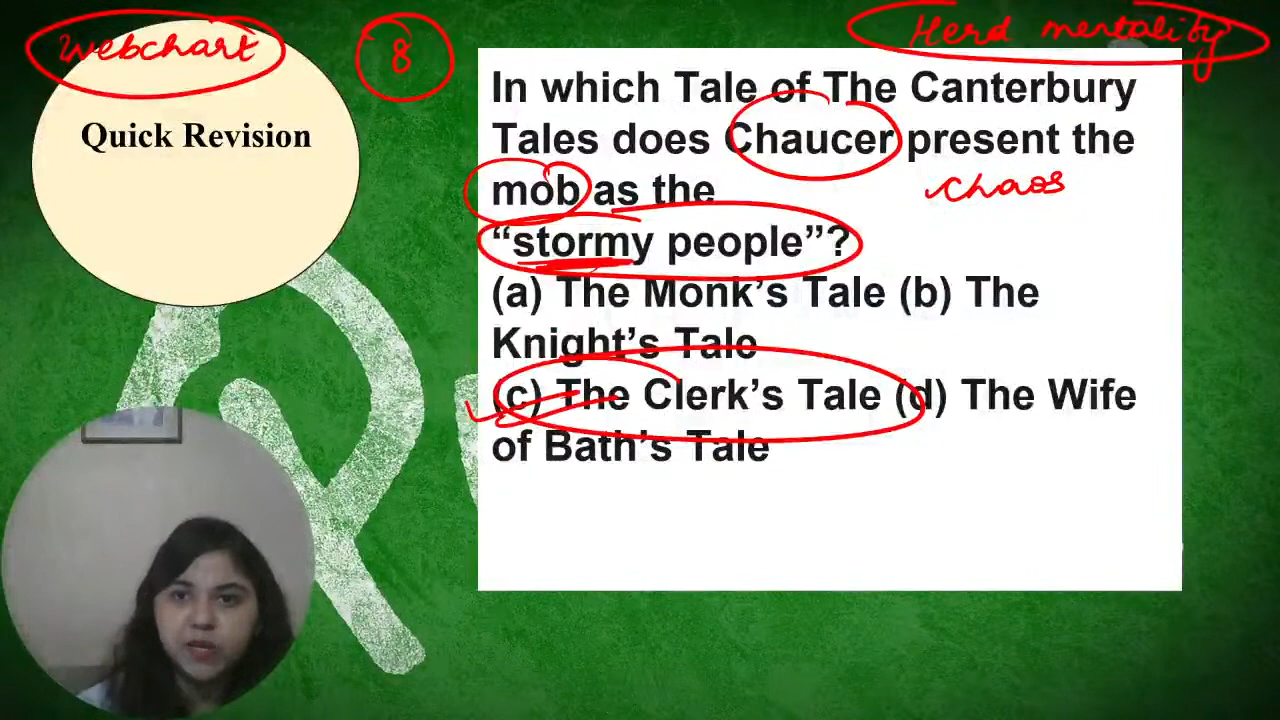 webchart
8
Herd mentality
Quick Revision
In which Tale of The Canterbury
Tales does Chaucer present the
mob as the
chaos
“stormy people”?
(a) The Monk’s Tale (b) The
Knight’s Tale
(c) The Clerk’s Tale (d) The Wife
of Bath’s Tale